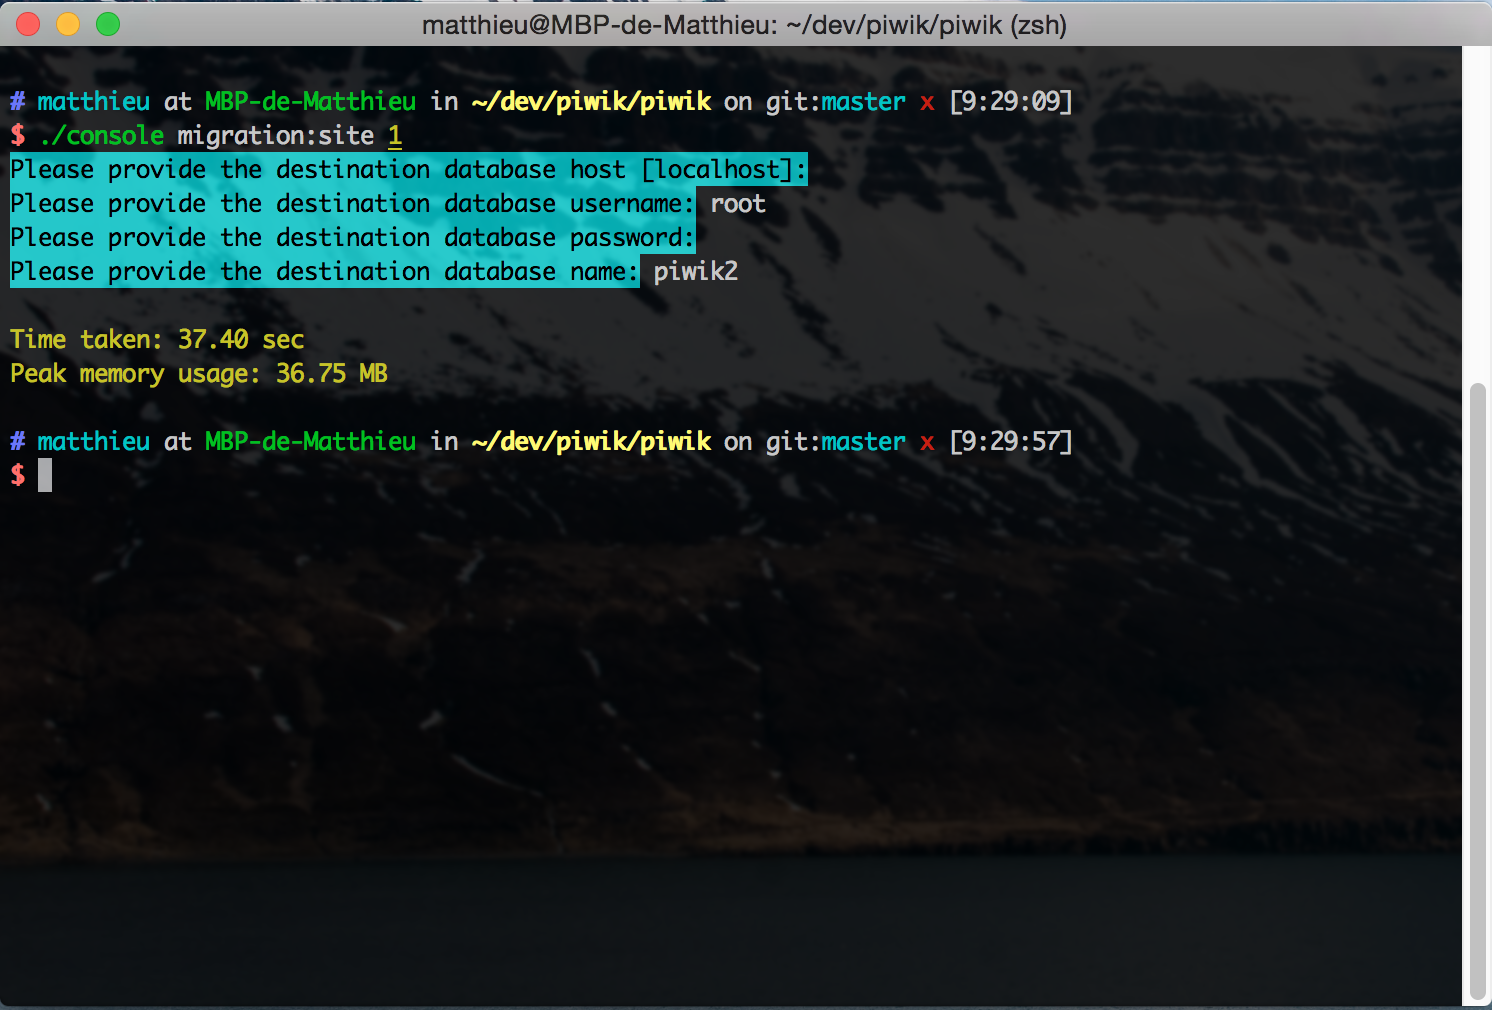 matthieu@MBP-de-Matthieu: ~/dev/piwik/piwik (zsh)
# matthieu at MBP-de-Matthieu in ~/dev/piwik/piwik on git:master x [9:29:09]
$ ./console migration:site 1
Please provide the destination database host [localhost]:
Please provide the destination database username: root
Please provide the destination database password:
Please provide the destination database name: piwik2
Time taken: 37.40 sec
Peak memory usage: 36.75 MB
# matthieu at MBP-de-Matthieu in ~/dev/piwik/piwik on git:master x [9:29:57]
$